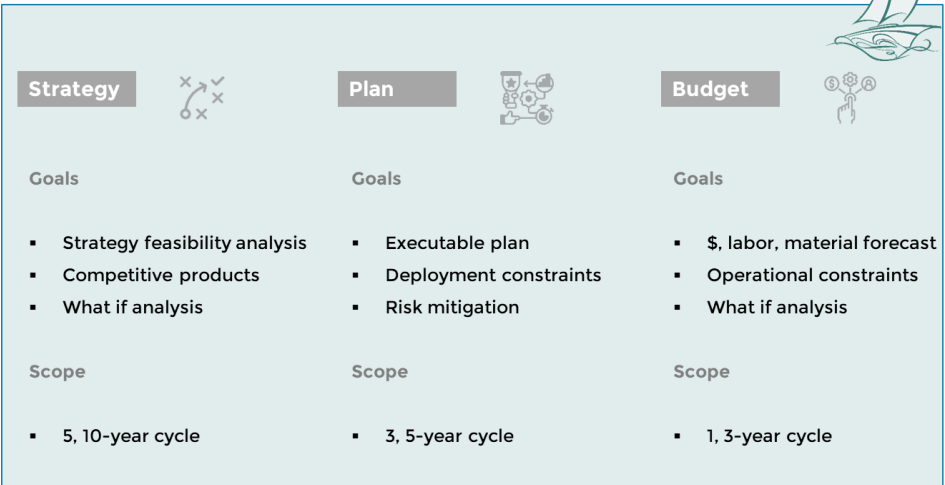 Strategy
Plan
Budget
Goals
Goals
Goals
▪ Strategy feasibility analysis
▪ Competitive products
▪ What if analysis
▪ Executable plan
▪ Deployment constraints
▪ Risk mitigation
▪ $, labor, material forecast
▪ Operational constraints
▪ What if analysis
Scope
Scope
Scope
▪ 5, 10-year cycle
▪ 3, 5-year cycle
▪ 1, 3-year cycle